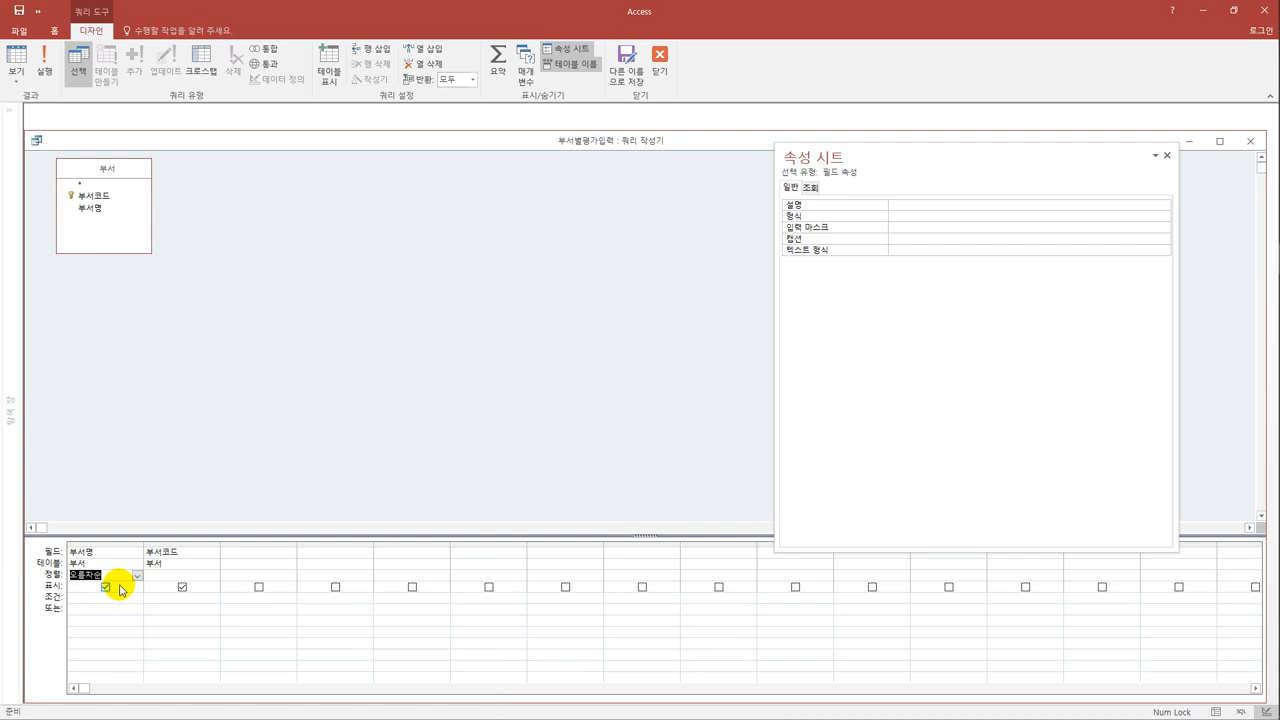 쿼리 도구
Access
파일 홈 디자인 수행할 작업을 알려 주세요. 로그인
보기 실행 선택 테이블 만들기 추가 업데이트 크로스탭 삭제 통합 통과 데이터 정의
테이블 표시 행 삽입 행 삭제 작성기 열 삽입 열 삭제 반환: 모두
요약 매개 변수 속성 시트 테이블 이름 다른 이름으로 저장 닫기
결과 쿼리 유형 쿼리 설정 표시/숨기기 닫기
부서별평가입력 : 쿼리 작성기
부서
*
부서코드
부서명
속성 시트
선택 유형: 필드 속성
일반 조회
설명
형식
입력 마스크
캡션
텍스트 형식
탐색 창
필드: 부서명 부서코드
테이블: 부서 부서
정렬: 오름차순
표시:
조건:
또는:
준비 Num Lock SQL